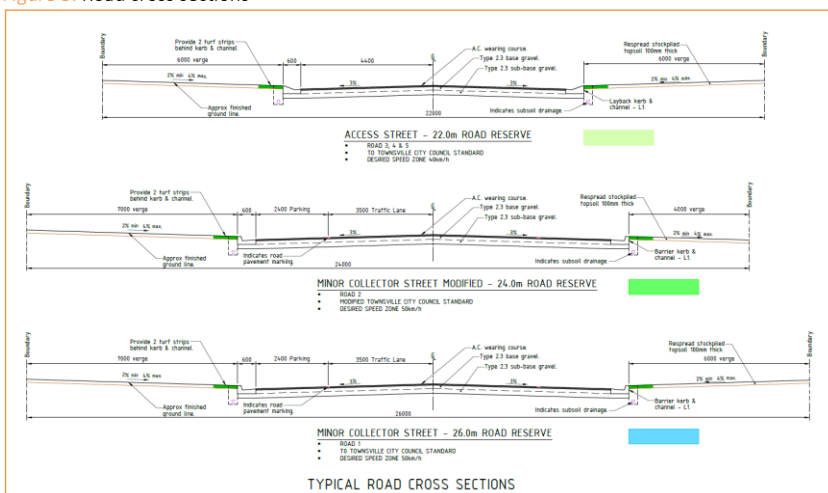 Figure 3: Road cross sections
Provide 2 turf strips
behind kerb & channel.
6000 verge
600
4400
A.C. wearing course.
Type 2.3 base gravel.
Type 2.3 sub-base gravel.
Respread stockpiled
topsoil 100mm thick
6000 verge
Boundary
Boundary
2% min 4% max.
3%
3%
2% min 4% max.
Approx finished
ground line.
Indicates subsoil drainage.
Layback kerb &
channel - L1
22000
ACCESS STREET - 22.0m ROAD RESERVE
• ROAD 3, 4 & 5
• TO TOWNSVILLE CITY COUNCIL STANDARD
• DESIRED SPEED ZONE 40km/h
Provide 2 turf strips
behind kerb & channel.
7000 verge
600
2400 Parking
3500 Traffic Lane
A.C. wearing course.
Type 2.3 base gravel.
Type 2.3 sub-base gravel.
Respread stockpiled
topsoil 100mm thick
4000 verge
Boundary
Boundary
2% min 4% max.
3%
3%
2% min 4% max.
Approx finished
ground line.
Indicates road
pavement marking.
Indicates subsoil drainage.
Barrier kerb &
channel - L1
24000
MINOR COLLECTOR STREET MODIFIED - 24.0m ROAD RESERVE
• ROAD 2
• MODIFIED TOWNSVILLE CITY COUNCIL STANDARD
• DESIRED SPEED ZONE 50km/h
Provide 2 turf strips
behind kerb & channel.
7000 verge
600
2400 Parking
3500 Traffic Lane
A.C. wearing course.
Type 2.3 base gravel.
Type 2.3 sub-base gravel.
Respread stockpiled
topsoil 100mm thick
6000 verge
Boundary
Boundary
2% min 4% max.
3%
3%
2% min 4% max.
Approx finished
ground line.
Indicates road
pavement marking.
Indicates subsoil drainage.
Barrier kerb &
channel - L1
26000
MINOR COLLECTOR STREET - 26.0m ROAD RESERVE
• ROAD 1
• TO TOWNSVILLE CITY COUNCIL STANDARD
• DESIRED SPEED ZONE 50km/h
TYPICAL ROAD CROSS SECTIONS